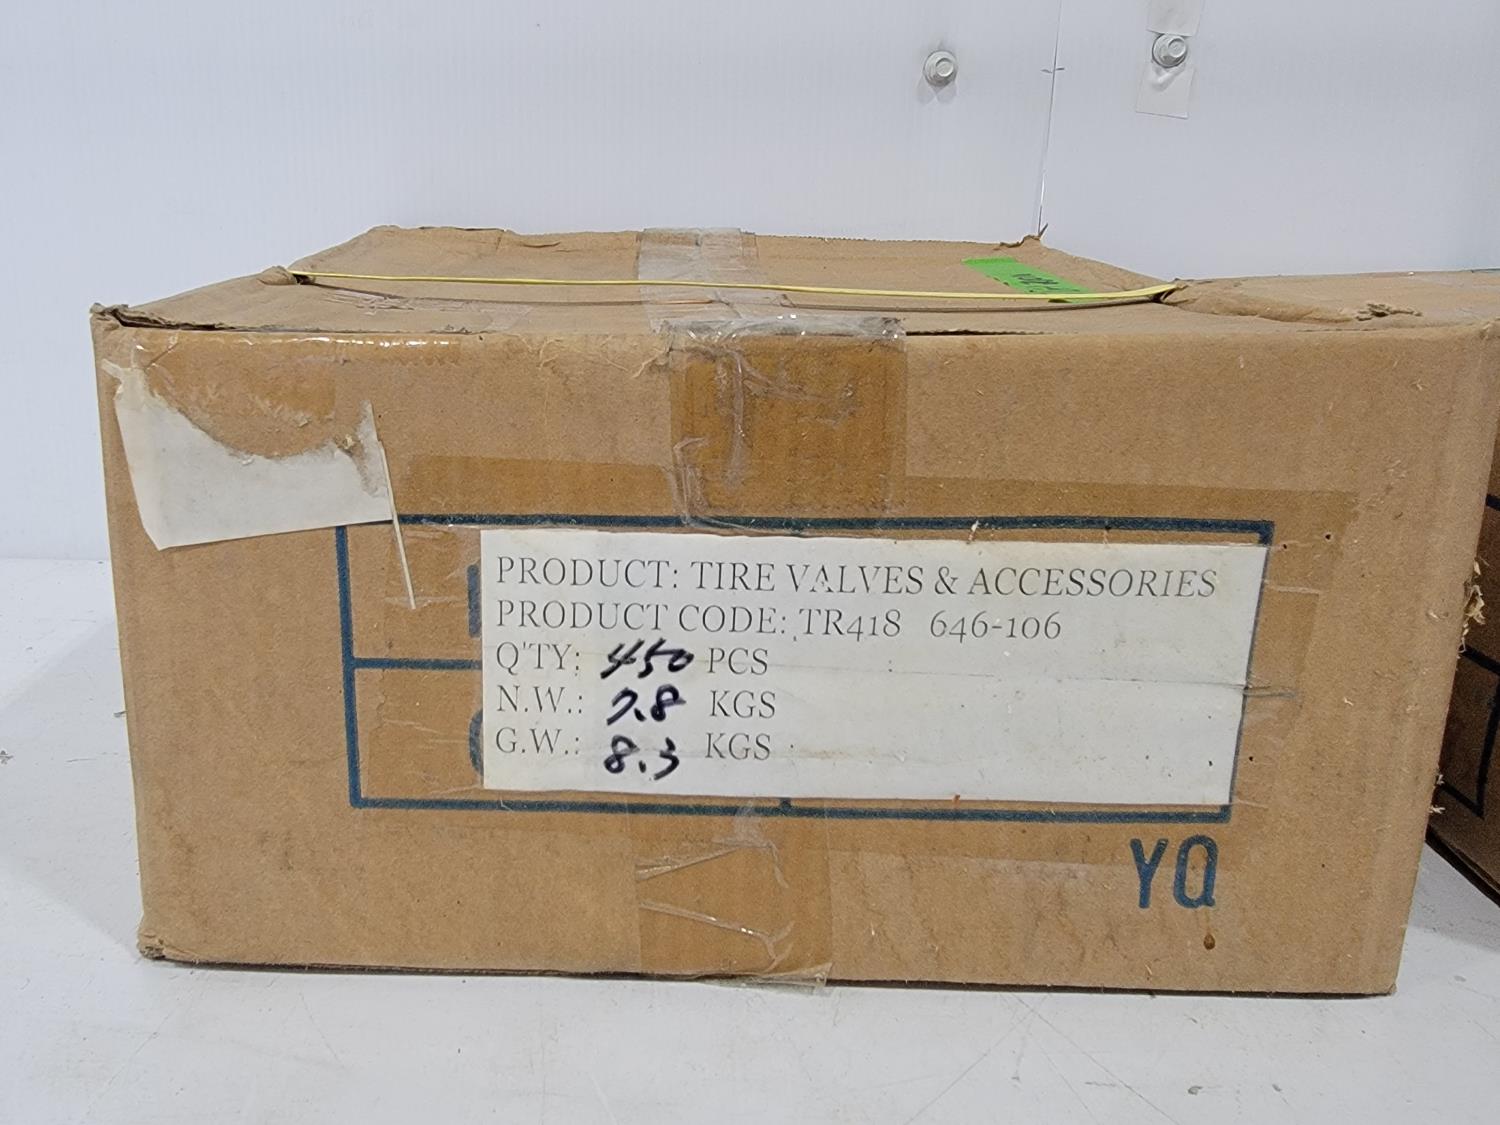 PRODUCT: TIRE VALVES & ACCESSORIES
PRODUCT CODE: TR418 646-106
Q'TY: 450 PCS
N.W.: 7.8 KGS
G.W.: 8.3 KGS
YQ